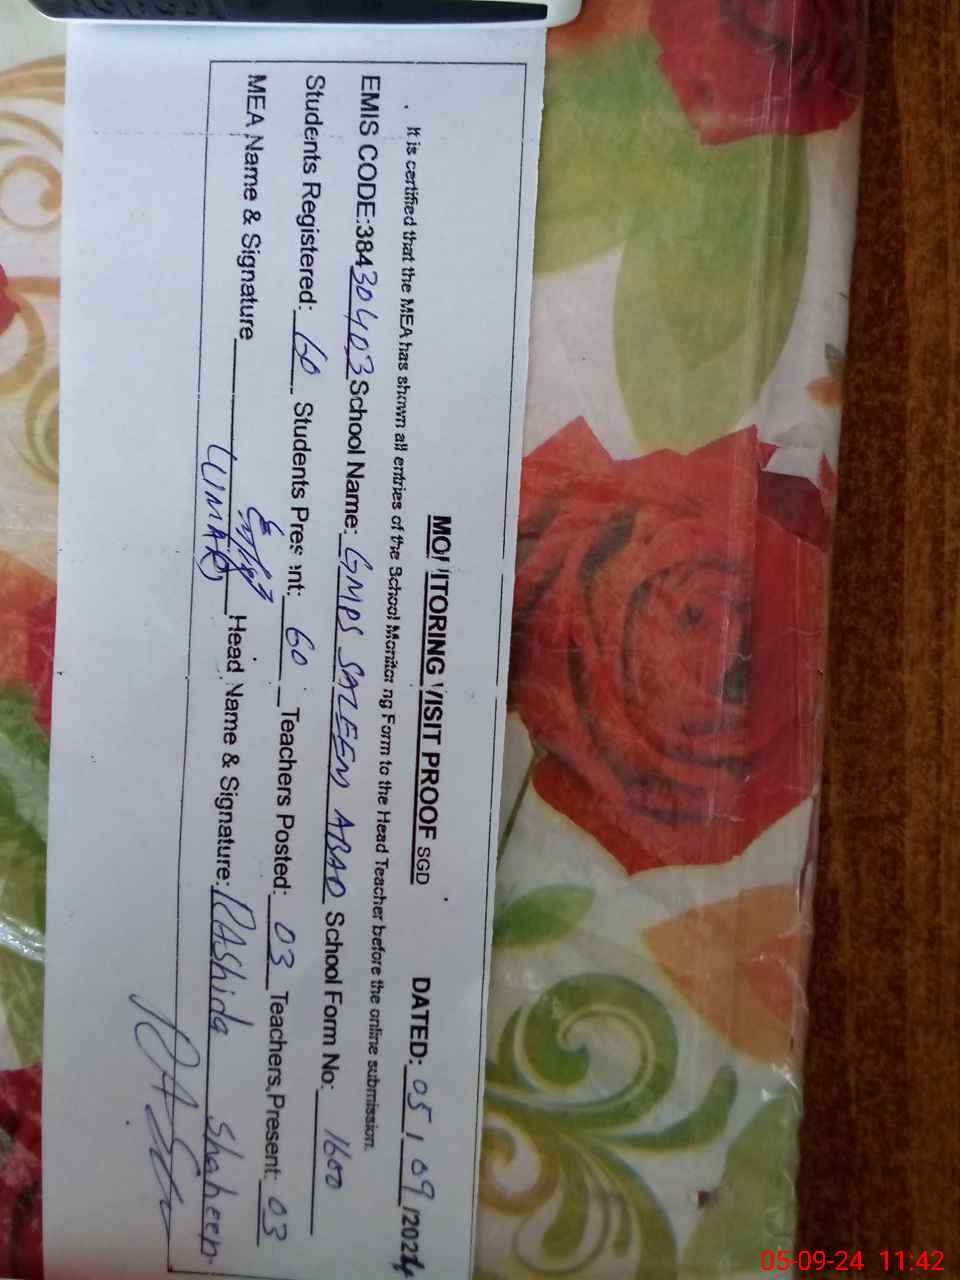 MONITORING VISIT PROOF SGD DATED: 05 / 09 /2024
It is certified that the MEA has shown all entries of the School Monitoring Form to the Head Teacher before the online submission.
EMIS CODE:38430403 School Name: GMPS SALEEM ABAD School Form No: 1600
Students Registered: 60 Students Present: 60 Teachers Posted: 03 Teachers Present: 03
MEA Name & Signature UMAR Head Name & Signature: RAShida Shaheen
05-09-24 11:42